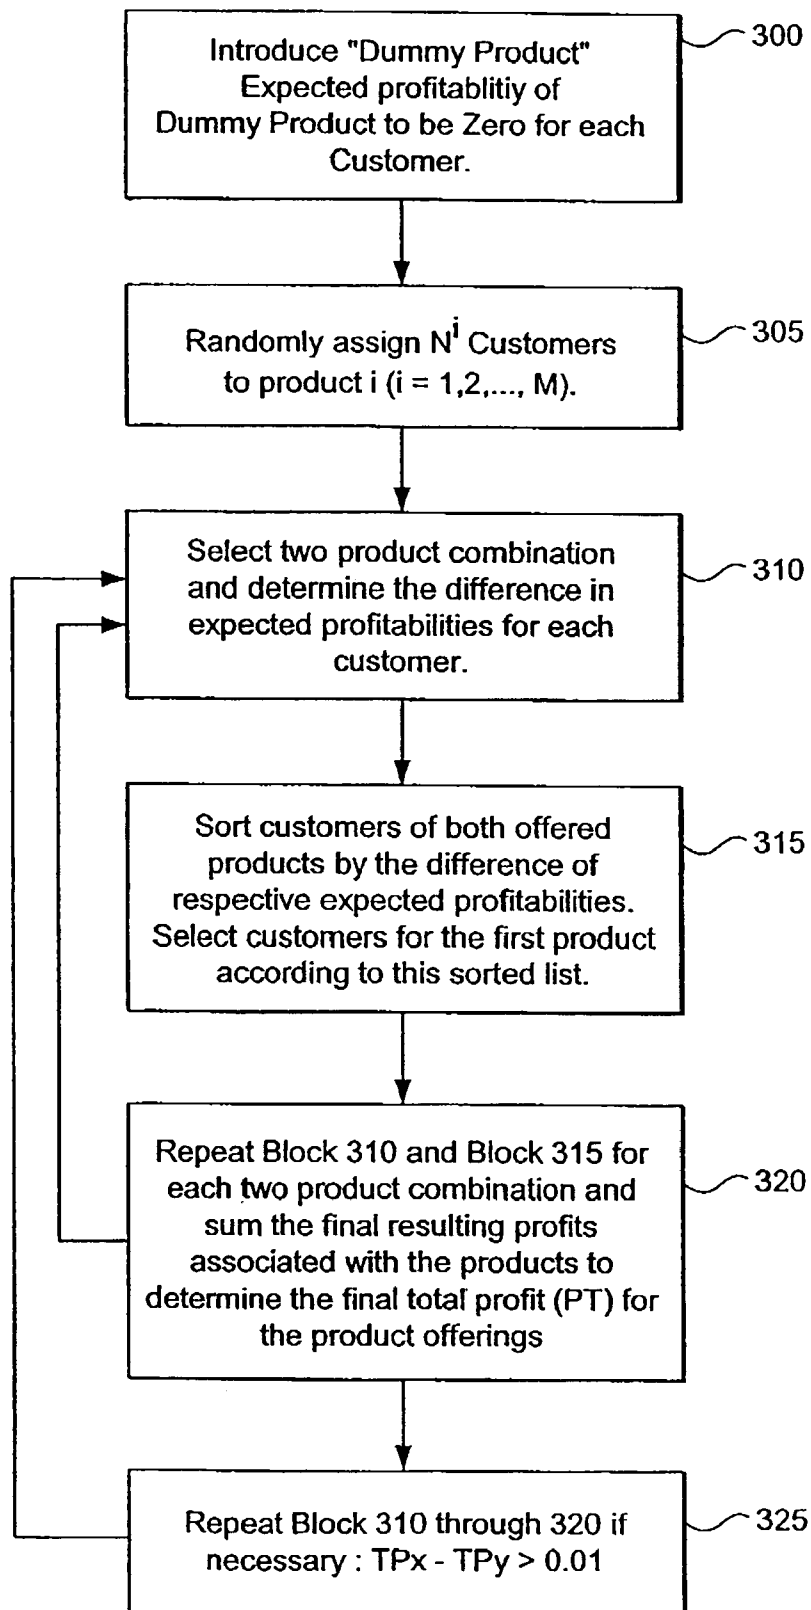 Introduce "Dummy Product"
Expected profitablitiy of
Dummy Product to be Zero for each
Customer.
300
Randomly assign N^i Customers
to product i (i = 1,2,..., M).
305
Select two product combination
and determine the difference in
expected profitabilities for each
customer.
310
Sort customers of both offered
products by the difference of
respective expected profitabilities.
Select customers for the first product
according to this sorted list.
315
Repeat Block 310 and Block 315 for
each two product combination and
sum the final resulting profits
associated with the products to
determine the final total profit (PT) for
the product offerings
320
Repeat Block 310 through 320 if
necessary : TPx - TPy > 0.01
325